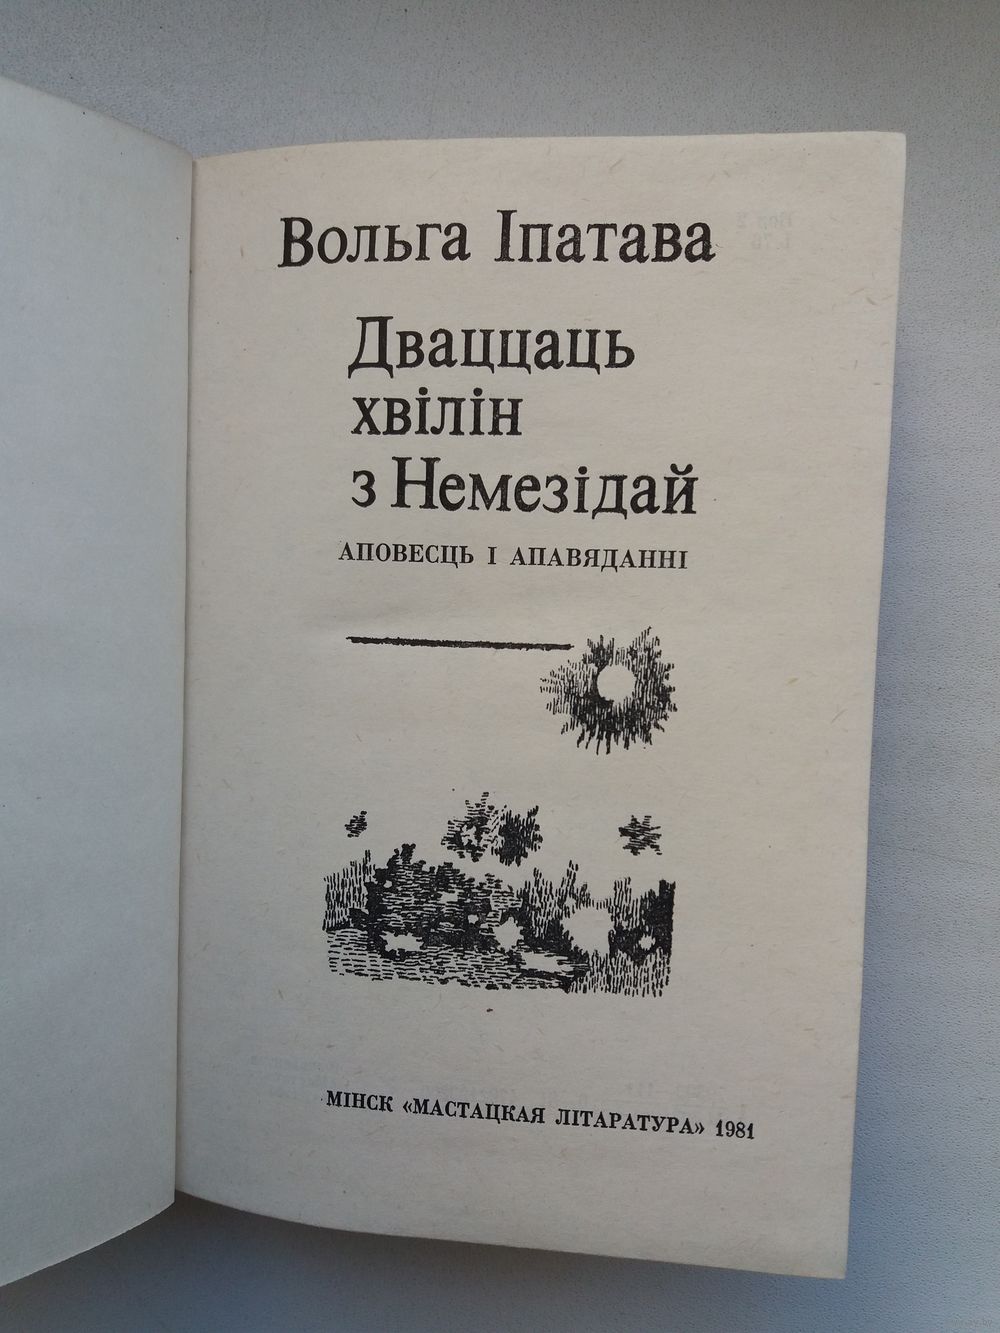 Вольга Іпатава
Дваццаць
хвілін
з Немезідай
АПОВЕСЦЬ І АПАВЯДАННІ
МІНСК «МАСТАЦКАЯ ЛІТАРАТУРА» 1981